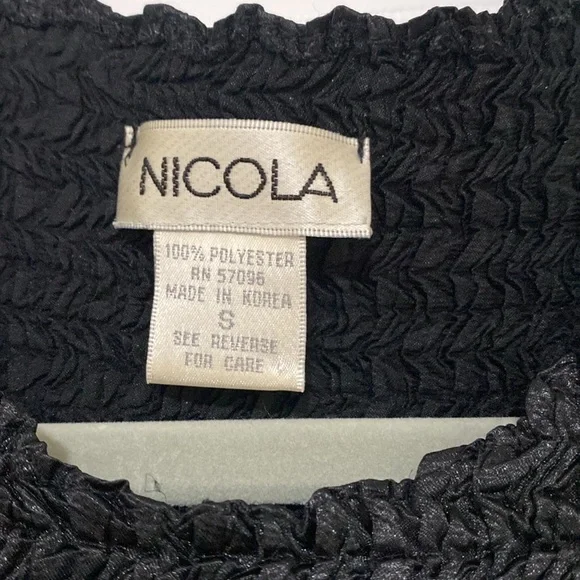 NICOLA
100% POLYESTER
RN 57096
MADE IN KOREA
S
SEE REVERSE
FOR CARE